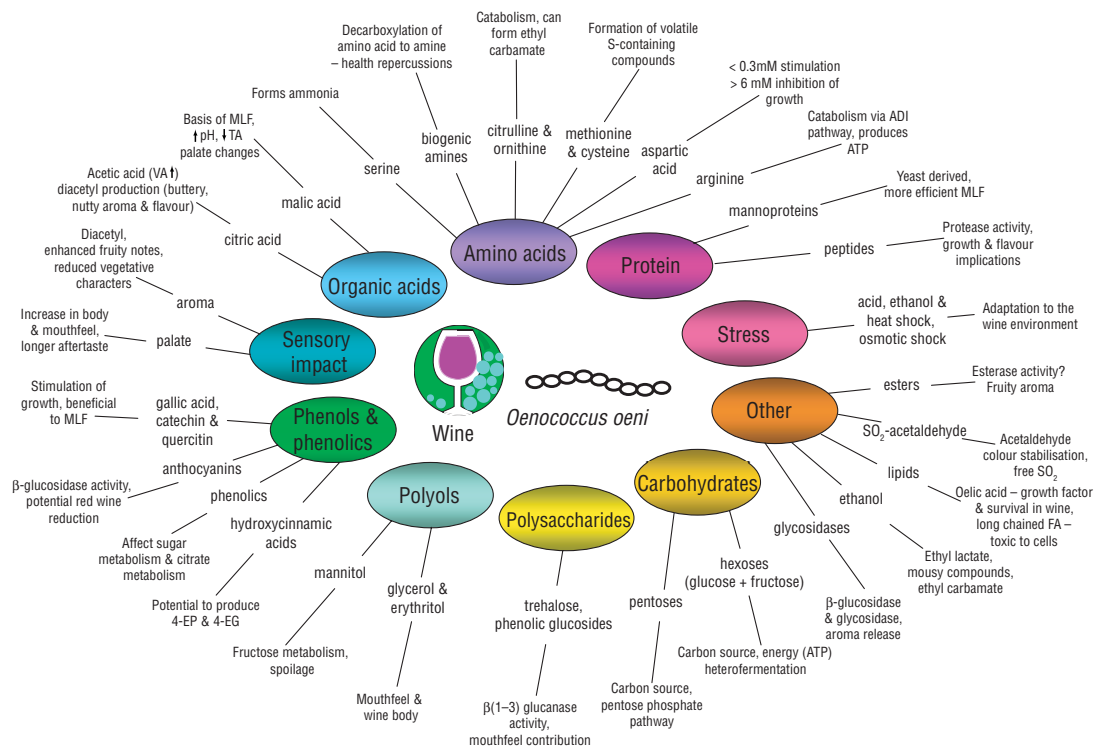 Decarboxylation of
amino acid to amine
– health repercussions
Catabolism, can
form ethyl
carbamate
Formation of volatile
S-containing
compounds
< 0.3mM stimulation
> 6 mM inhibition of
growth
Forms ammonia
Basis of MLF,
⬆pH, ⬇TA
palate changes
biogenic
amines
citrulline &
ornithine
methionine
& cysteine
aspartic
acid
Catabolism via ADI
pathway, produces
ATP
Acetic acid (VA⬆)
diacetyl production (buttery,
nutty aroma & flavour)
serine
arginine
Yeast derived,
more efficient MLF
malic acid
mannoproteins
citric acid
Amino acids
Protein
peptides
Protease activity,
growth & flavour
implications
Diacetyl,
enhanced fruity notes,
reduced vegetative
characters
Organic acids
aroma
Stress
acid, ethanol &
heat shock,
osmotic shock
Adaptation to the
wine environment
Increase in body
& mouthfeel,
longer aftertaste
palate
Sensory
impact
Wine
Oenococcus oeni
Other
esters
Esterase activity?
Fruity aroma
Stimulation of
growth, beneficial
to MLF
gallic acid,
catechin &
quercitin
Phenols &
phenolics
SO2-acetaldehyde
Acetaldehyde
colour stabilisation,
free SO2
anthocyanins
β-glucosidase activity,
potential red wine
reduction
phenolics
Polyols
Polysaccharides
Carbohydrates
lipids
Oelic acid – growth factor
& survival in wine,
long chained FA –
toxic to cells
ethanol
Ethyl lactate,
mousy compounds,
ethyl carbamate
glycosidases
β-glucosidase
& glycosidase,
aroma release
Affect sugar
metabolism & citrate
metabolism
hydroxycinnamic
acids
Potential to produce
4-EP & 4-EG
mannitol
Fructose metabolism,
spoilage
glycerol &
erythritol
Mouthfeel &
wine body
trehalose,
phenolic glucosides
β(1–3) glucanase
activity,
mouthfeel contribution
pentoses
Carbon source,
pentose phosphate
pathway
hexoses
(glucose + fructose)
Carbon source, energy (ATP)
heterofermentation